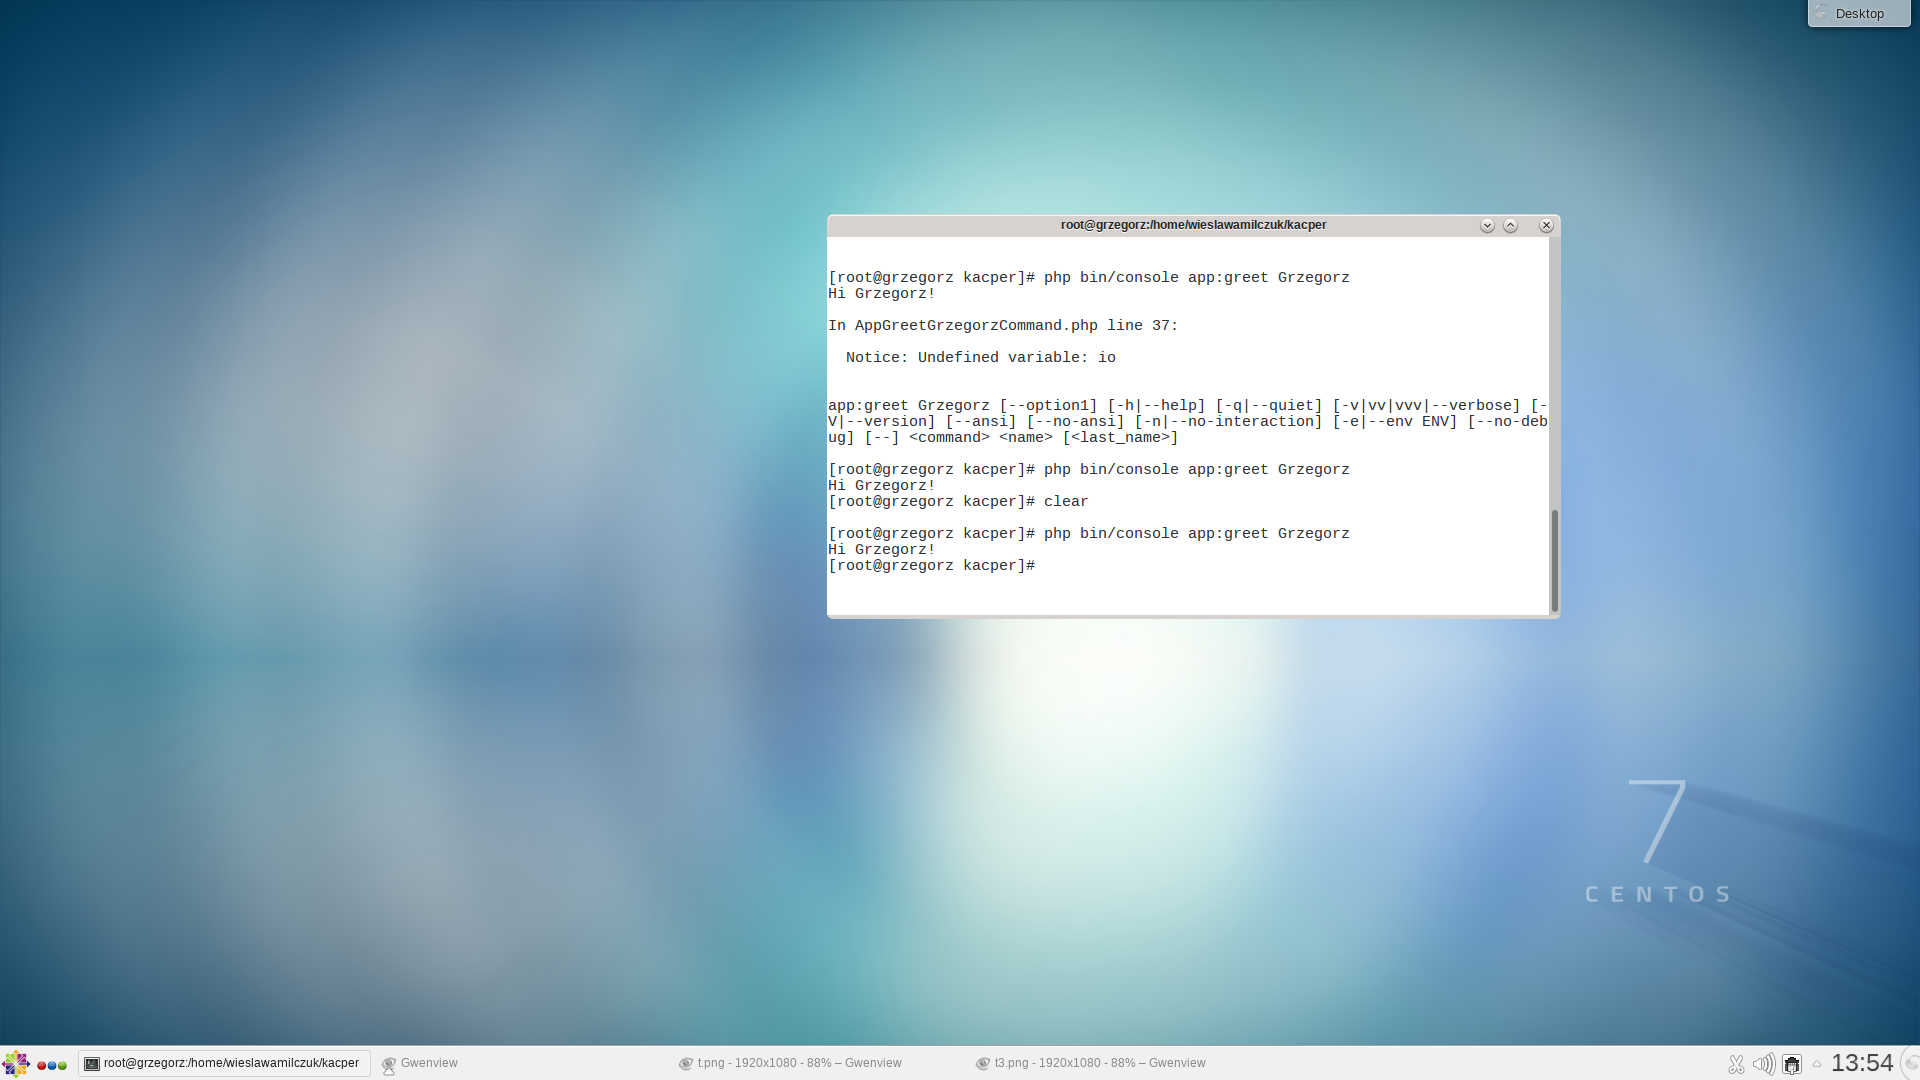 Desktop
root@grzegorz:/home/wieslawamilczuk/kacper
[root@grzegorz kacper]# php bin/console app:greet Grzegorz
Hi Grzegorz!
In AppGreetGrzegorzCommand.php line 37:
Notice: Undefined variable: io
app:greet Grzegorz [--option1] [-h|--help] [-q|--quiet] [-v|vv|vvv|--verbose] [-
V|--version] [--ansi] [--no-ansi] [-n|--no-interaction] [-e|--env ENV] [--no-deb
ug] [--] <command> <name> [<last_name>]
[root@grzegorz kacper]# php bin/console app:greet Grzegorz
Hi Grzegorz!
[root@grzegorz kacper]# clear
[root@grzegorz kacper]# php bin/console app:greet Grzegorz
Hi Grzegorz!
[root@grzegorz kacper]#
7
CENTOS
root@grzegorz:/home/wieslawamilczuk/kacper
Gwenview
t.png - 1920x1080 - 88% – Gwenview
t3.png - 1920x1080 - 88% – Gwenview
13:54